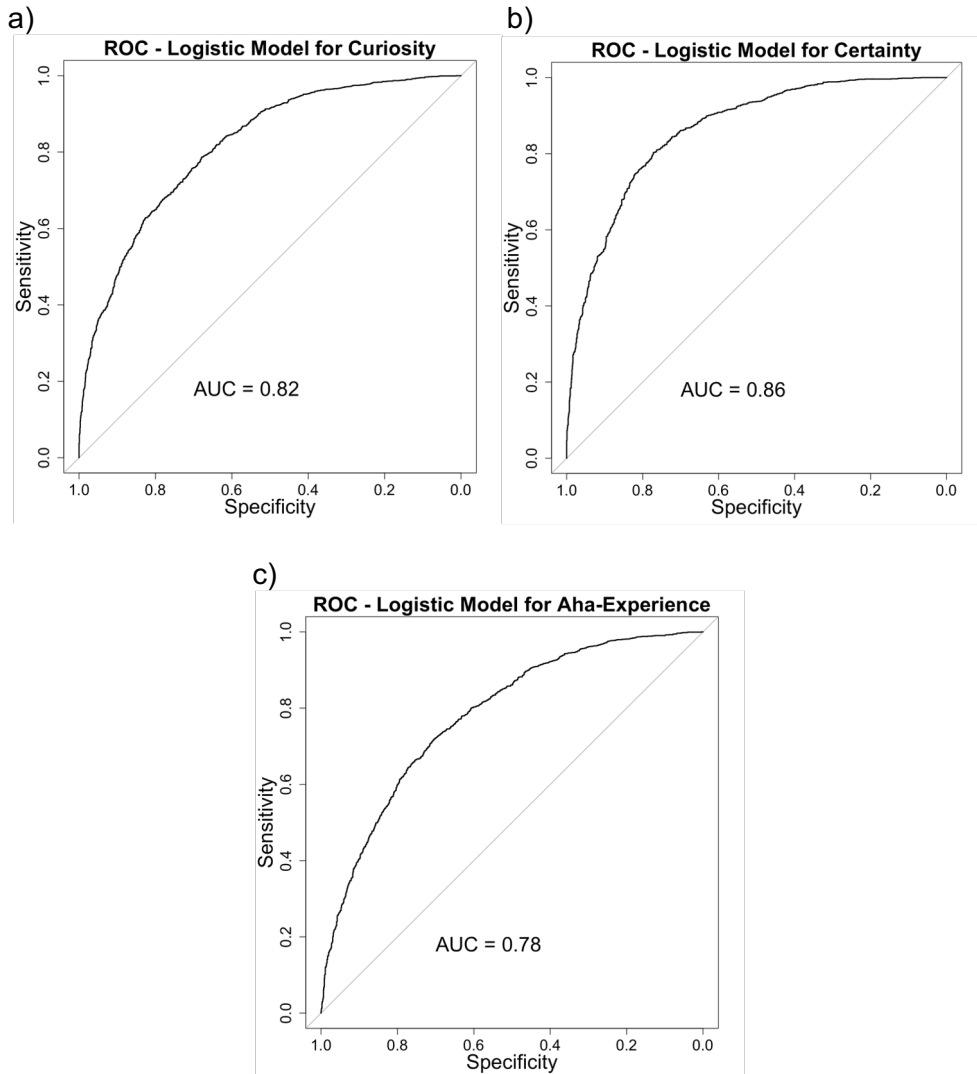 a)
ROC - Logistic Model for Curiosity
1.0
0.8
0.6
0.4
0.2
0.0
Sensitivity
AUC = 0.82
1.0 0.8 0.6 0.4 0.2 0.0
Specificity
b)
ROC - Logistic Model for Certainty
1.0
0.8
0.6
0.4
0.2
0.0
Sensitivity
AUC = 0.86
1.0 0.8 0.6 0.4 0.2 0.0
Specificity
c)
ROC - Logistic Model for Aha-Experience
1.0
0.8
0.6
0.4
0.2
0.0
Sensitivity
AUC = 0.78
1.0 0.8 0.6 0.4 0.2 0.0
Specificity